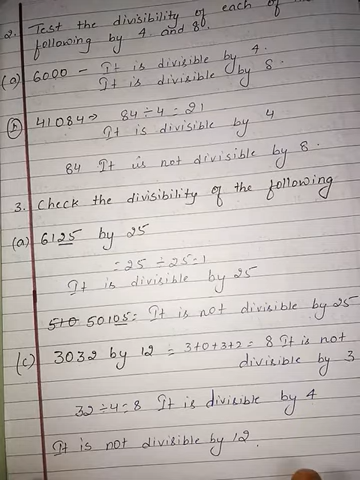 2. Test the divisibility of each of the
following by 4 and 8.
(a) 6000 - It is divisible by 4.
It is divisible by 8.
(b) 41084 → 84÷4=21
It is divisible by 4
84 It is not divisible by 8.
3. Check the divisibility of the following
(a) 6125 by 25
=25÷25=1
It is divisible by 25
5+0 50105: It is not divisible by 25
(c) 3032 by 12 = 3+0+3+2= 8 It is not
divisible by 3
32÷4=8 It is divisible by 4
It is not divisible by 12.